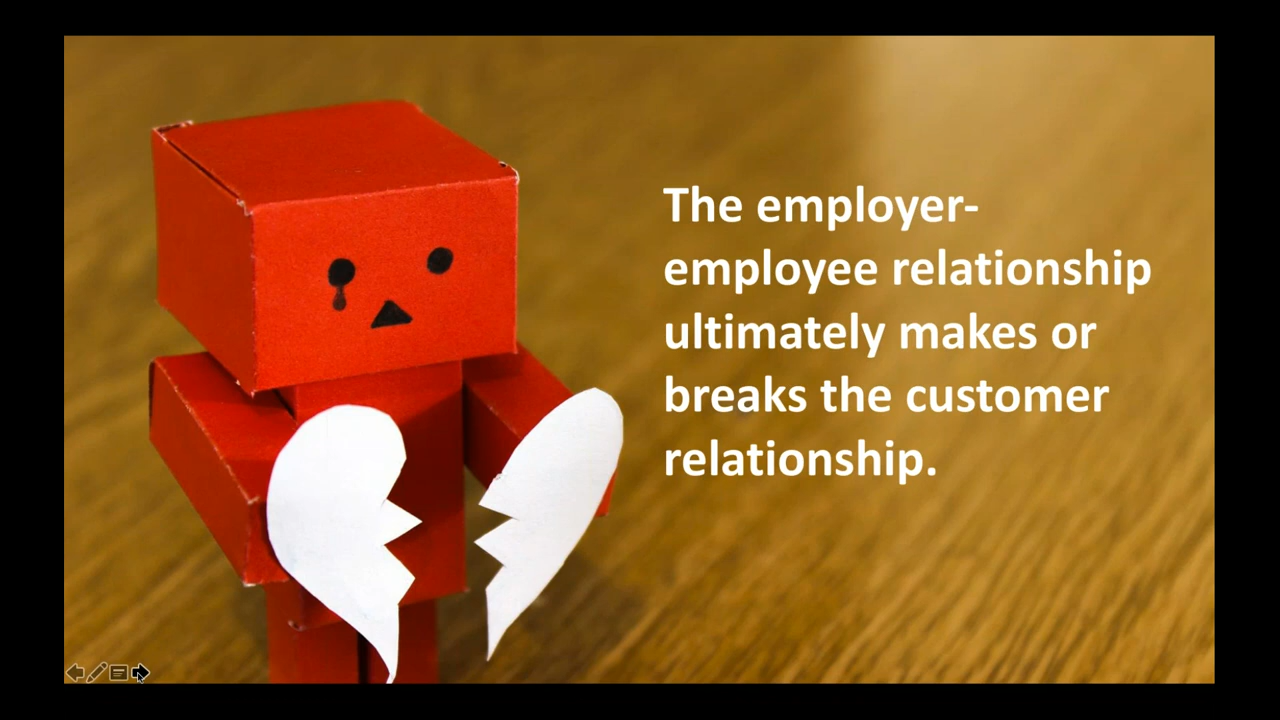 The employer-
employee relationship
ultimately makes or
breaks the customer
relationship.